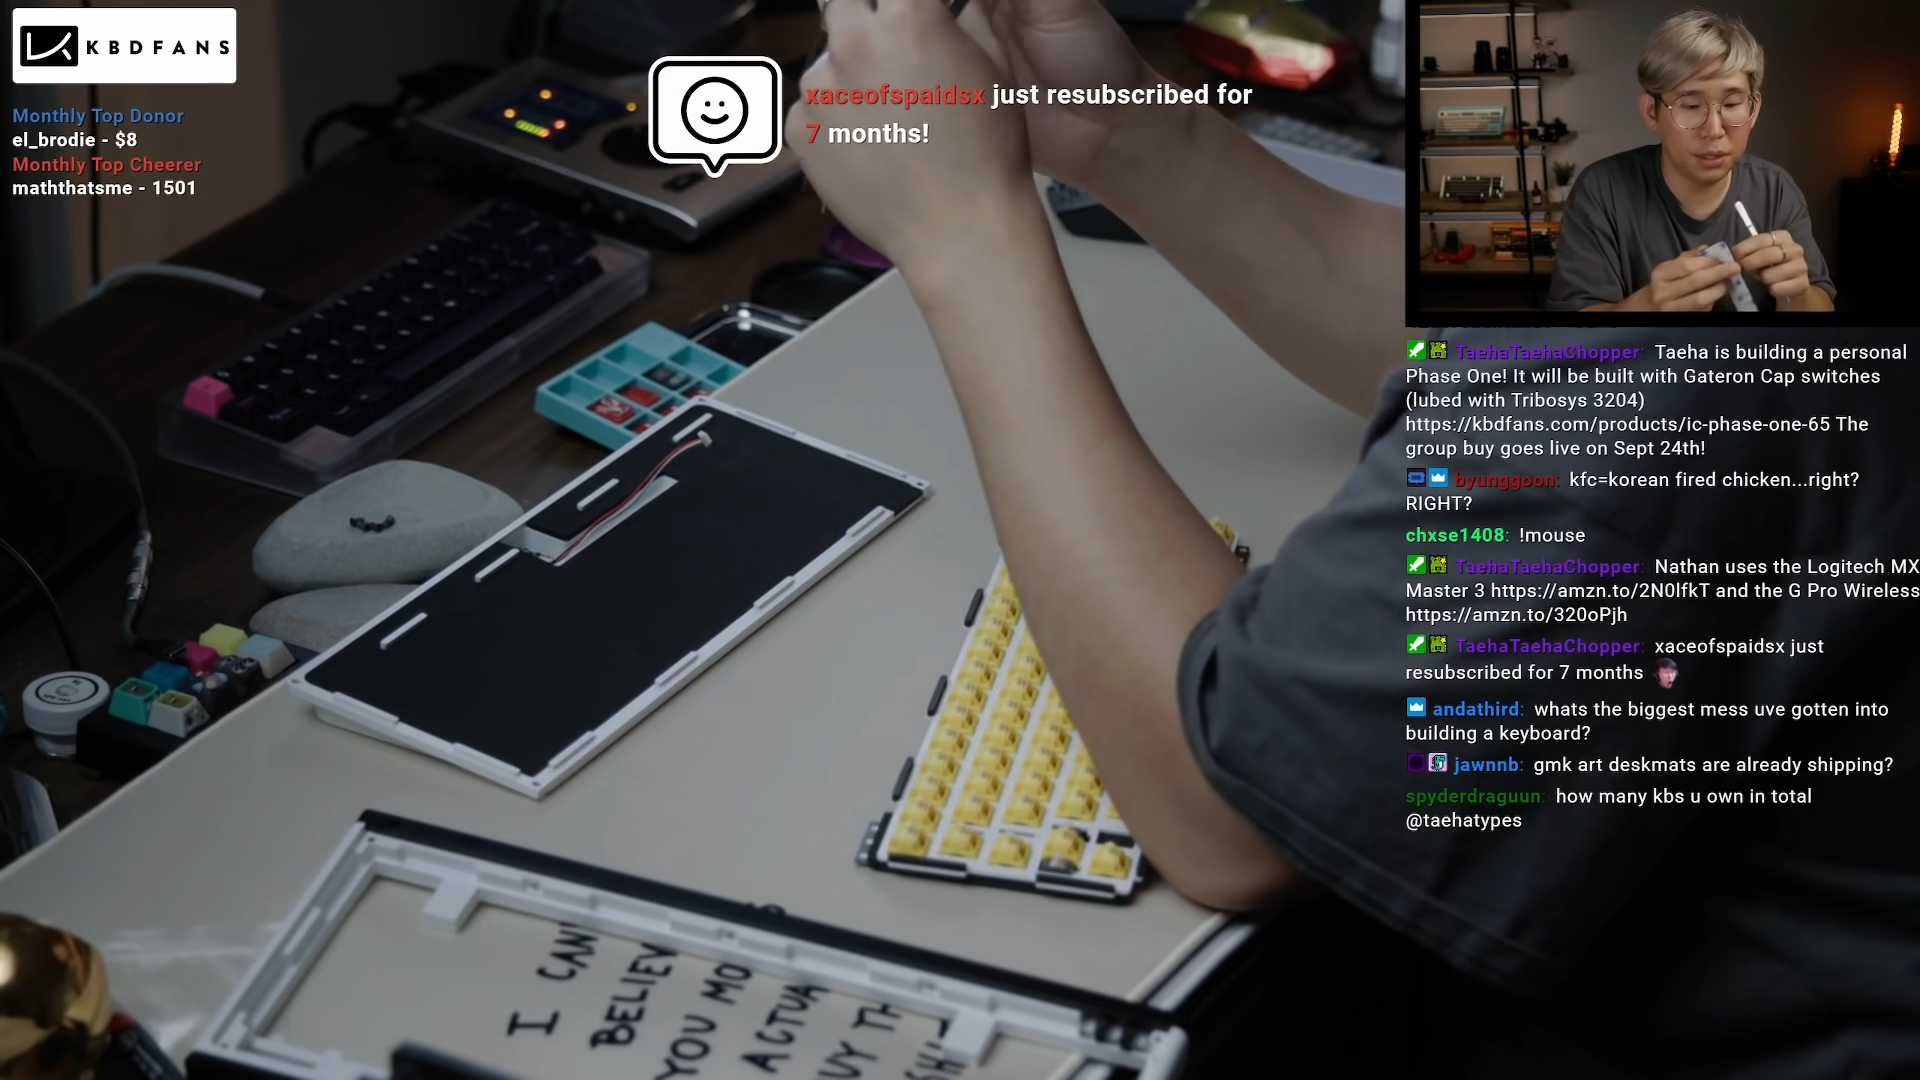 KBDFANS
Monthly Top Donor
el_brodie - $8
Monthly Top Cheerer
maththatsme - 1501
xaceofspaidsx just resubscribed for
7 months!
TaehaTaehaChopper: Taeha is building a personal
Phase One! It will be built with Gateron Cap switches
(lubed with Tribosys 3204)
https://kbdfans.com/products/ic-phase-one-65 The
group buy goes live on Sept 24th!
byunggoon: kfc=korean fired chicken...right?
RIGHT?
chxse1408: !mouse
TaehaTaehaChopper: Nathan uses the Logitech MX
Master 3 https://amzn.to/2N0lfkT and the G Pro Wireless
https://amzn.to/320oPjh
TaehaTaehaChopper: xaceofspaidsx just
resubscribed for 7 months
andathird: whats the biggest mess uve gotten into
building a keyboard?
jawnnb: gmk art deskmats are already shipping?
spyderdraguun: how many kbs u own in total
@taehatypes
I CAN'
BELIEV
YOU MO
ACTUA
UY TH
SHI